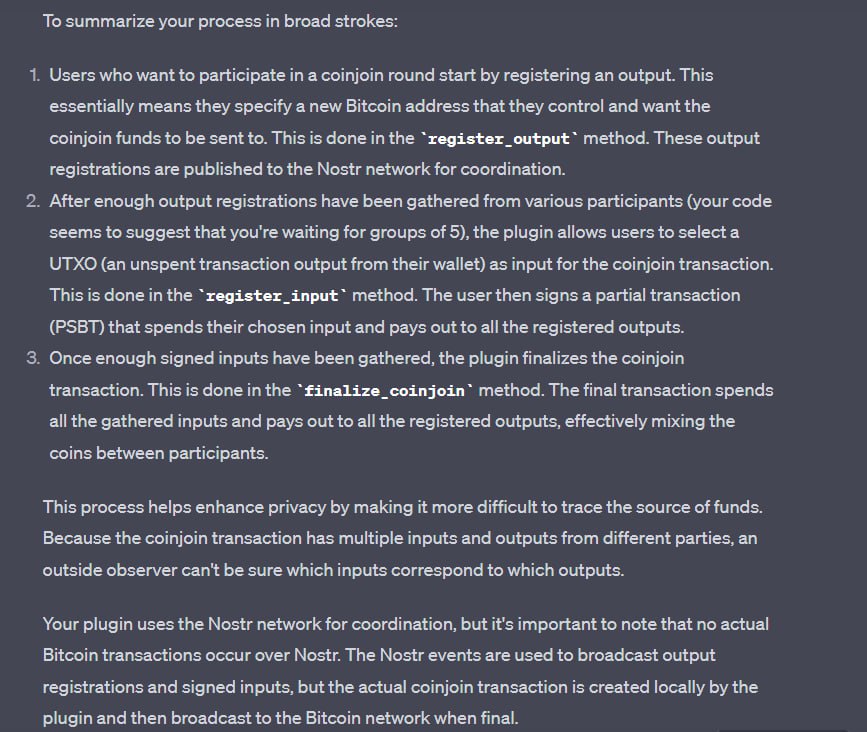 To summarize your process in broad strokes:
1. Users who want to participate in a coinjoin round start by registering an output. This
essentially means they specify a new Bitcoin address that they control and want the
coinjoin funds to be sent to. This is done in the `register_output` method. These output
registrations are published to the Nostr network for coordination.
2. After enough output registrations have been gathered from various participants (your code
seems to suggest that you're waiting for groups of 5), the plugin allows users to select a
UTXO (an unspent transaction output from their wallet) as input for the coinjoin transaction.
This is done in the `register_input` method. The user then signs a partial transaction
(PSBT) that spends their chosen input and pays out to all the registered outputs.
3. Once enough signed inputs have been gathered, the plugin finalizes the coinjoin
transaction. This is done in the `finalize_coinjoin` method. The final transaction spends
all the gathered inputs and pays out to all the registered outputs, effectively mixing the
coins between participants.
This process helps enhance privacy by making it more difficult to trace the source of funds.
Because the coinjoin transaction has multiple inputs and outputs from different parties, an
outside observer can't be sure which inputs correspond to which outputs.
Your plugin uses the Nostr network for coordination, but it's important to note that no actual
Bitcoin transactions occur over Nostr. The Nostr events are used to broadcast output
registrations and signed inputs, but the actual coinjoin transaction is created locally by the
plugin and then broadcast to the Bitcoin network when final.